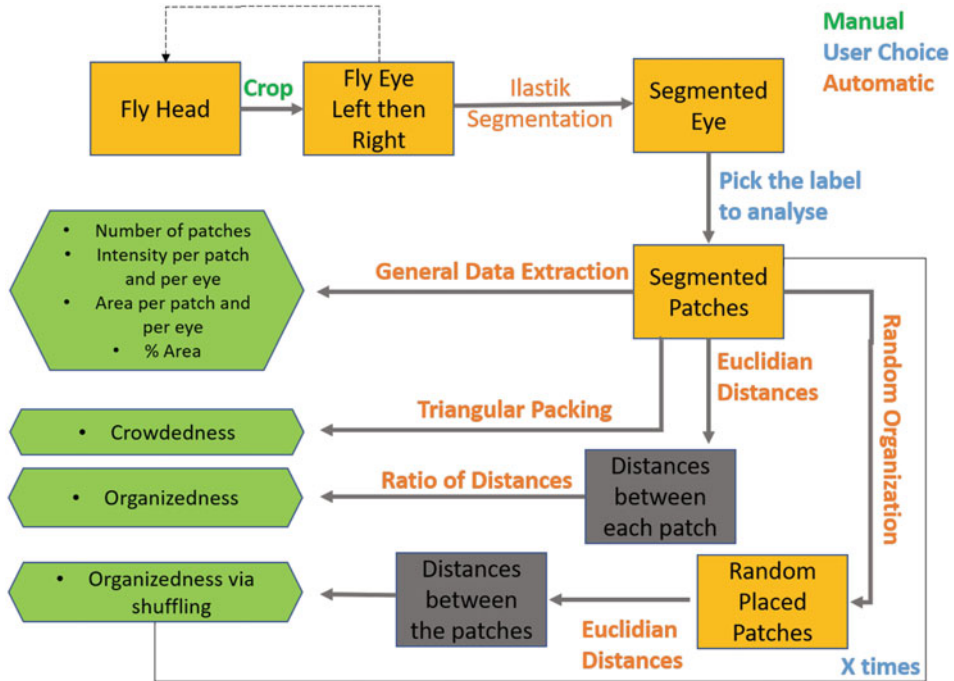 Manual
User Choice
Automatic
Fly Head
Crop
Fly Eye
Left then
Right
Ilastik
Segmentation
Segmented
Eye
Pick the label
to analyse
• Number of patches
• Intensity per patch
and per eye
• Area per patch and
per eye
• % Area
General Data Extraction
Segmented
Patches
Random Organization
Euclidian
Distances
Triangular Packing
• Crowdedness
• Organizedness
Ratio of Distances
Distances
between
each patch
• Organizedness via
shuffling
Distances
between
the patches
Euclidian
Distances
Random
Placed
Patches
X times